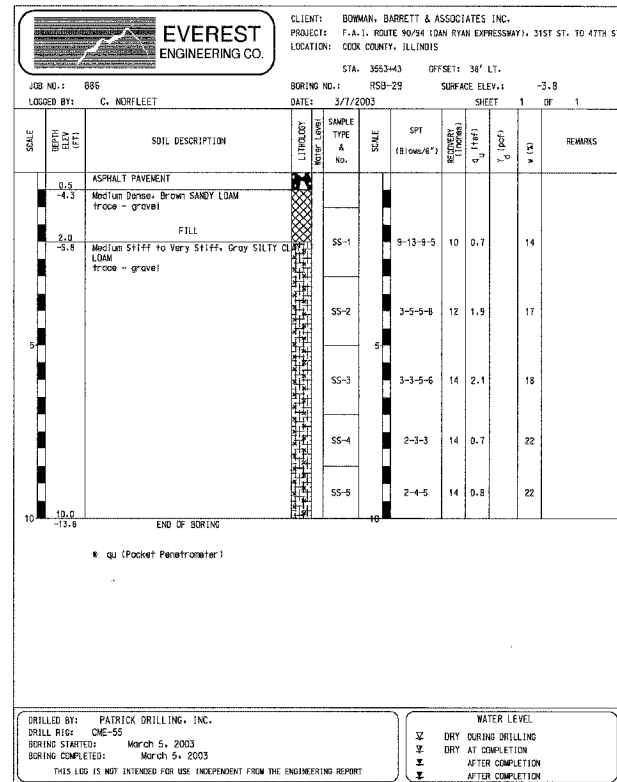 EVEREST
ENGINEERING CO.
CLIENT: BOWMAN, BARRETT & ASSOCIATES INC.
PROJECT: F.A.I. ROUTE 90/94 (DAN RYAN EXPRESSWAY), 31ST ST. TO 47TH S
LOCATION: COOK COUNTY, ILLINOIS
STA. 3553+43 OFFSET: 38' LT.
JOB NO.: 886 BORING NO.: RSB-29 SURFACE ELEV.: -3.8
LOGGED BY: C. NORFLEET DATE: 3/7/2003 SHEET 1 OF 1
SCALE DEPTH ELEV (FT) SOIL DESCRIPTION LITHOLOGY Water Level SAMPLE TYPE & No. SCALE SPT (Blows/6") RECOVERY (inches) qu (tsf) Yd (pcf) w (%) REMARKS
ASPHALT PAVEMENT
0.5
-4.3 Medium Dense, Brown SANDY LOAM
trace - gravel
FILL
2.0
-5.8 Medium Stiff to Very Stiff, Gray SILTY CL
LOAM
trace - gravel
SS-1 9-13-9-5 10 0.7 14
SS-2 3-5-5-8 12 1.9 17
5 5
SS-3 3-3-5-6 14 2.1 18
SS-4 2-3-3 14 0.7 22
SS-5 2-4-5 14 0.8 22
10 10.0 10
-13.8 END OF BORING
* qu (Pocket Penetrometer)
DRILLED BY: PATRICK DRILLING, INC.
DRILL RIG: CME-55
BORING STARTED: March 5, 2003
BORING COMPLETED: March 5, 2003
THIS LOG IS NOT INTENDED FOR USE INDEPENDENT FROM THE ENGINEERING REPORT
WATER LEVEL
DRY DURING DRILLING
DRY AT COMPLETION
AFTER COMPLETION
AFTER COMPLETION